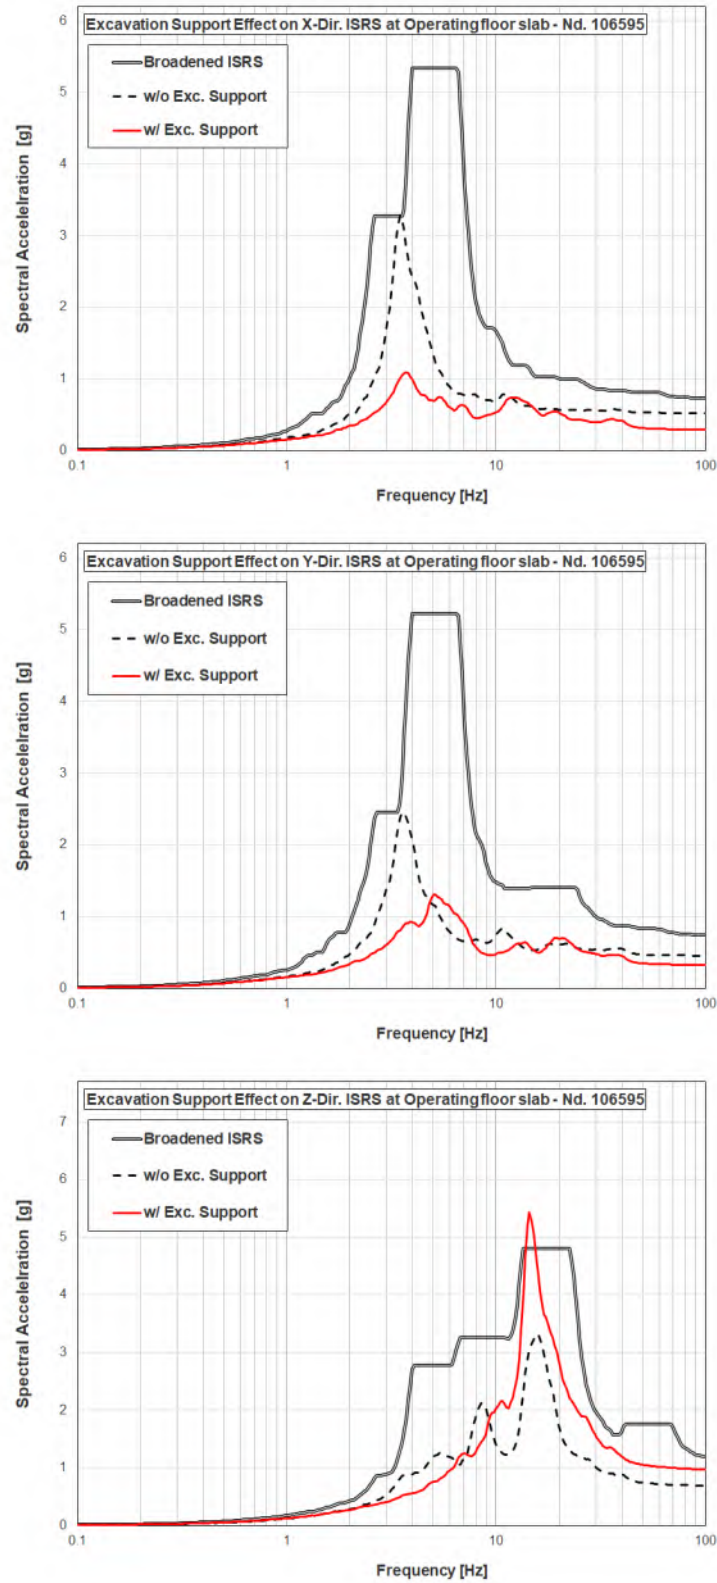 Excavation Support Effect on X-Dir. ISRS at Operating floor slab - Nd. 106595
Broadened ISRS
w/o Exc. Support
w/ Exc. Support
Spectral Accelelration [g]
6
5
4
3
2
1
0
0.1 1 10 100
Frequency [Hz]
Excavation Support Effect on Y-Dir. ISRS at Operating floor slab - Nd. 106595
Broadened ISRS
w/o Exc. Support
w/ Exc. Support
Spectral Accelelration [g]
6
5
4
3
2
1
0
0.1 1 10 100
Frequency [Hz]
Excavation Support Effect on Z-Dir. ISRS at Operating floor slab - Nd. 106595
Broadened ISRS
w/o Exc. Support
w/ Exc. Support
Spectral Accelelration [g]
7
6
5
4
3
2
1
0
0.1 1 10 100
Frequency [Hz]